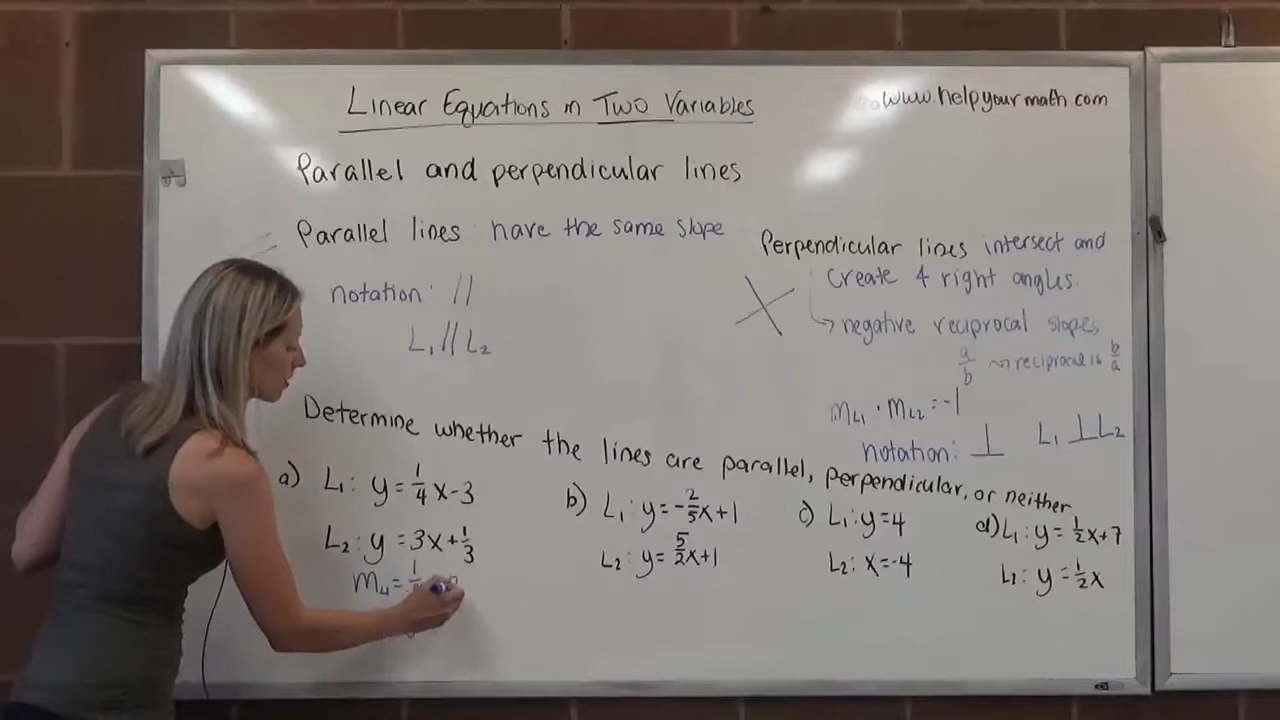 Linear Equations in Two Variables
www.helpyourmath.com
Parallel and perpendicular lines
Parallel lines: have the same slope
notation: //
L₁ // L₂
Perpendicular lines intersect and
create 4 right angles.
↳ negative reciprocal slopes
a/b ⟿ reciprocal is b/a
m_L1 · m_L2 = -1
notation: ⊥ L₁ ⊥ L₂
Determine whether the lines are parallel, perpendicular, or neither
a) L₁: y = 1/4 x - 3
L₂: y = 3x + 1/3
b) L₁: y = -2/5 x + 1
L₂: y = 5/2 x + 1
c) L₁: y = 4
L₂: x = -4
d) L₁: y = 1/2 x + 7
L₂: y = 1/2 x